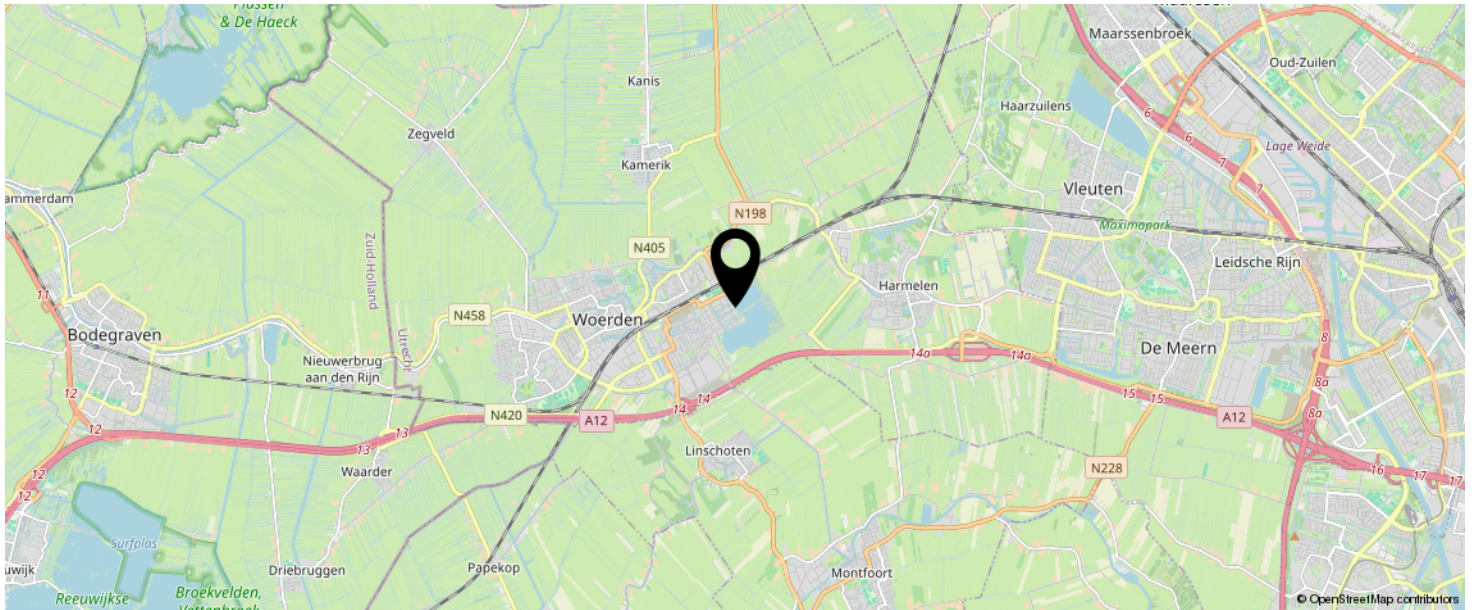 & De Haeck
Maarssenbroek
Oud-Zuilen
Kanis
Haarzuilens
Zegveld
6
6
Lage Weide
Kamerik
7
7
Vleuten
ammerdam
N198
Maximapark
Zuid-Holland
N405
Leidsche Rijn
Harmelen
11
N458
Woerden
Bodegraven
Utrecht
8
Nieuwerbrug
aan den Rijn
14a
14a
De Meern
8a
12
15
15
14
14
N420
A12
A12
8a
12
13
13
Linschoten
16
17
17
Waarder
N228
12
12
Surfplas
uwijk
Driebruggen
Papekop
Montfoort
Reeuwijkse
Broekvelden,
© OpenStreetMap contributors